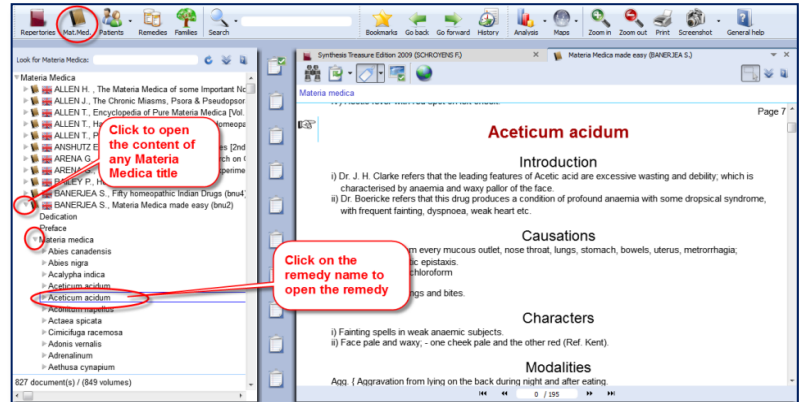 Repertories Mat.Med. Patients Remedies Families Search Bookmarks Go back Go forward History Analysis Maps Zoom in Zoom out Print Screenshot General help
Look for Materia Medica:
Materia Medica
ALLEN H. , The Materia Medica of some Important No
ALLEN J., The Chronic Miasms, Psora & Pseudopsor
ALLEN T., Encyclopedia of Pure Materia Medica [Vol.
ALLEN T., Ha
omeopa
ALLEN T., P
ANSHUTZ E
es [2nd
ARENA G.,
rch on
ARENA G.,
xperime
BAILEY P., H
BANERJEA S., Fifty homeopathic Indian Drugs (bnu4)
BANERJEA S., Materia Medica made easy (bnu2)
Dedication
Preface
Materia medica
Abies canadensis
Abies nigra
Acalypha indica
Aceticum acidum
Aceticum acidum
Aconitum napellus
Actaea spicata
Cimicifuga racemosa
Adonis vernalis
Adrenalinum
Aethusa cynapium
827 document(s) / (849 volumes)
Click to open
the content of
any Materia
Medica title
Click on the
remedy name to
open the remedy
Synthesis Treasure Edition 2009 (SCHROYENS F.) X Materia Medica made easy (BANERJEA S.)
Materia medica
Page 7
Aceticum acidum
Introduction
i) Dr. J. H. Clarke refers that the leading features of Acetic acid are excessive wasting and debility; which is
characterised by anaemia and waxy pallor of the face.
ii) Dr. Boericke refers that this drug produces a condition of profound anaemia with some dropsical syndrome,
with frequent fainting, dyspnoea, weak heart etc.
Causations
m every mucous outlet, nose throat, lungs, stomach, bowels, uterus, metrorrhagia;
tic epistaxis.
chloroform
ngs and bites.
Characters
i) Fainting spells in weak anaemic subjects.
ii) Face pale and waxy; - one cheek pale and the other red (Ref. Kent).
Modalities
Agg. { Aggravation from lying on the back during night and after eating.
0 / 195